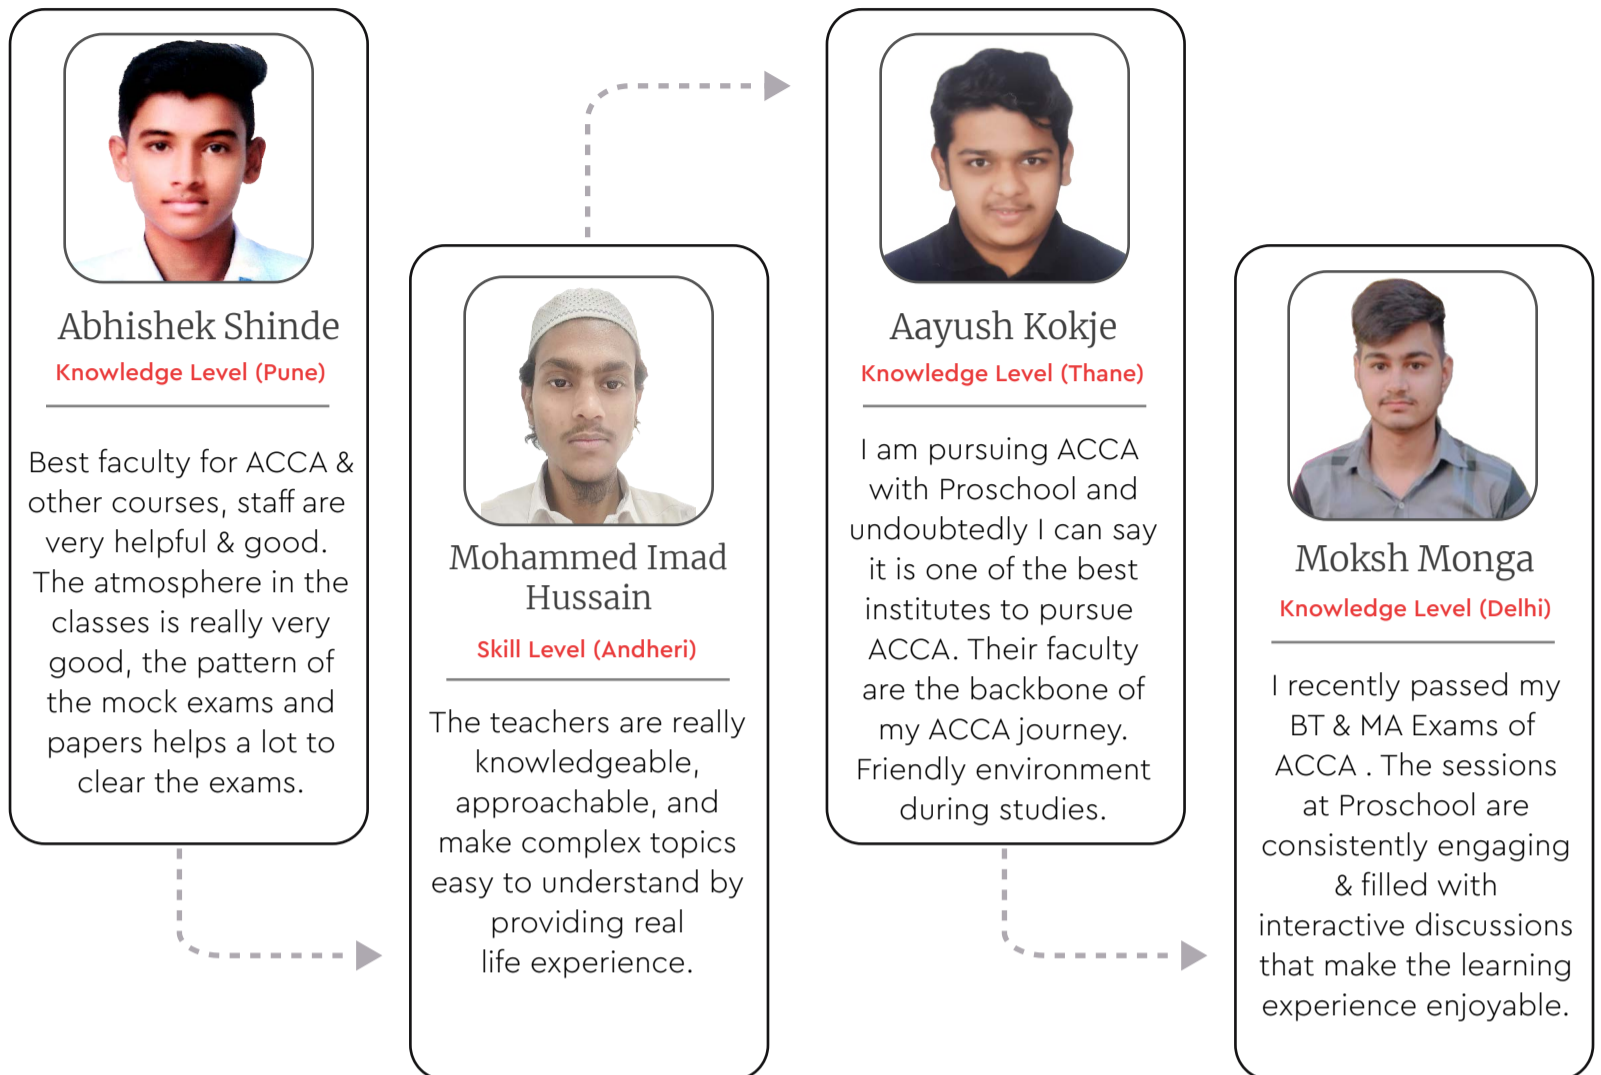 Abhishek Shinde
Knowledge Level (Pune)
Best faculty for ACCA &
other courses, staff are
very helpful & good.
The atmosphere in the
classes is really very
good, the pattern of
the mock exams and
papers helps a lot to
clear the exams.
Mohammed Imad
Hussain
Skill Level (Andheri)
The teachers are really
knowledgeable,
approachable, and
make complex topics
easy to understand by
providing real
life experience.
Aayush Kokje
Knowledge Level (Thane)
I am pursuing ACCA
with Proschool and
undoubtedly I can say
it is one of the best
institutes to pursue
ACCA. Their faculty
are the backbone of
my ACCA journey.
Friendly environment
during studies.
Moksh Monga
Knowledge Level (Delhi)
I recently passed my
BT & MA Exams of
ACCA . The sessions
at Proschool are
consistently engaging
& filled with
interactive discussions
that make the learning
experience enjoyable.